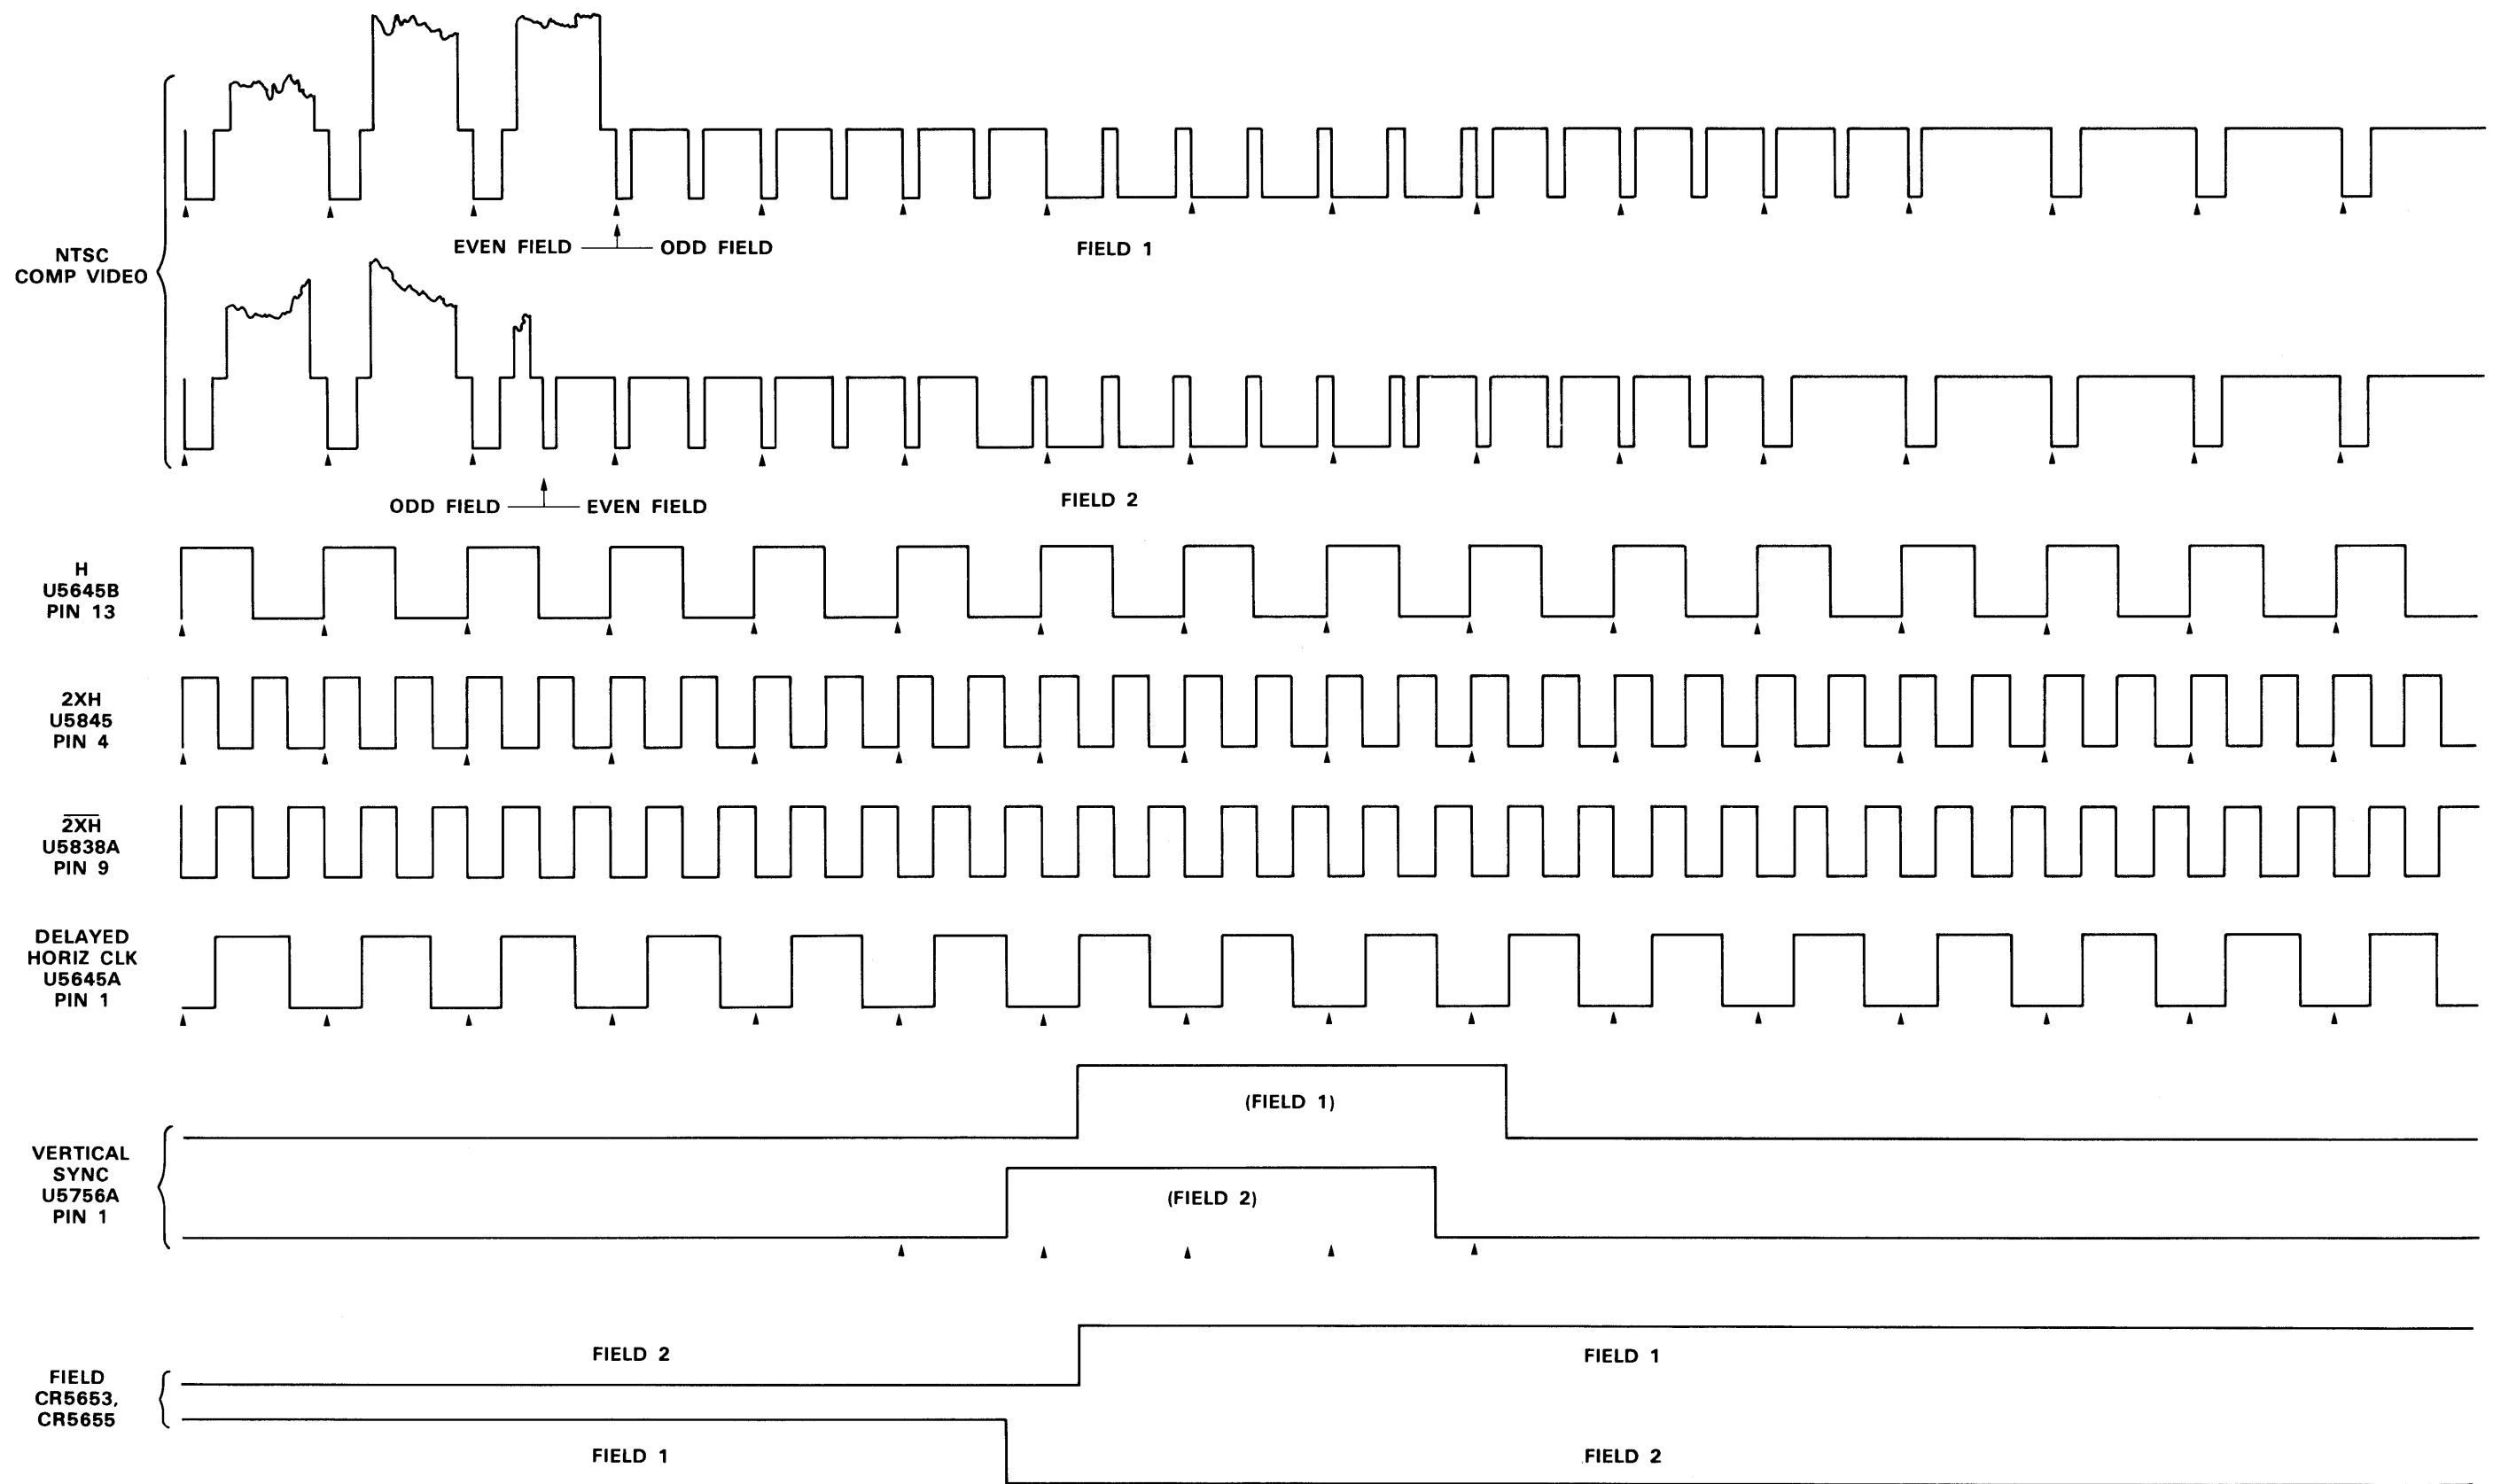 EVEN FIELD
ODD FIELD
FIELD 1
NTSC
COMP VIDEO
ODD FIELD
EVEN FIELD
FIELD 2
H
U5645B
PIN 13
2XH
U5845
PIN 4
2XH
U5838A
PIN 9
DELAYED
HORIZ CLK
U5645A
PIN 1
(FIELD 1)
VERTICAL
SYNC
U5756A
PIN 1
(FIELD 2)
FIELD 2
FIELD 1
FIELD
CR5653,
CR5655
FIELD 1
FIELD 2